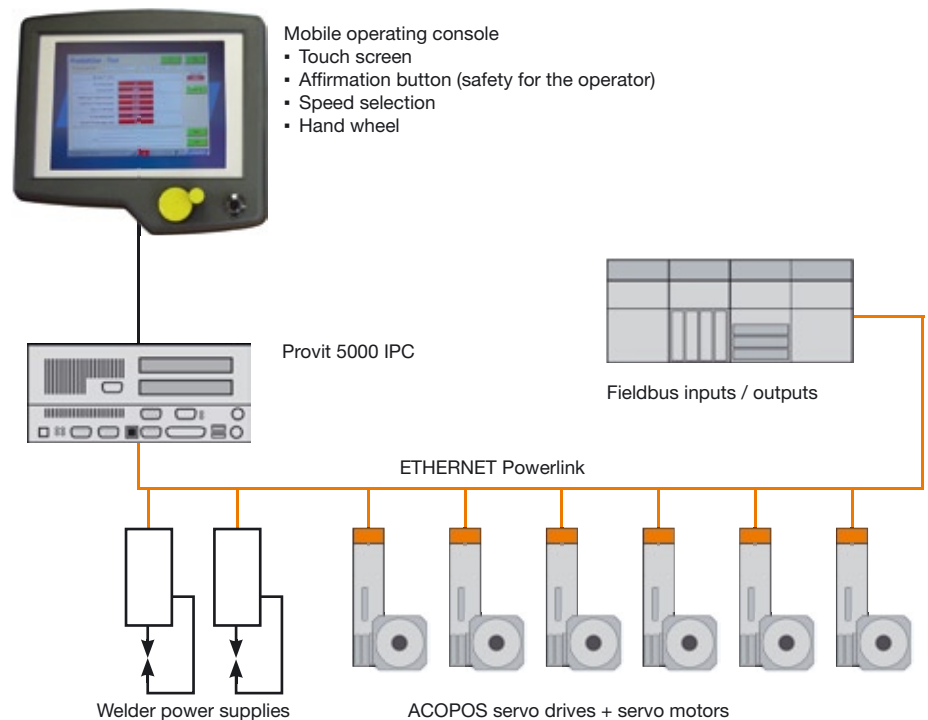 Mobile operating console
▪ Touch screen
▪ Affirmation button (safety for the operator)
▪ Speed selection
▪ Hand wheel
Provit 5000 IPC
Fieldbus inputs / outputs
ETHERNET Powerlink
Welder power supplies
ACOPOS servo drives + servo motors